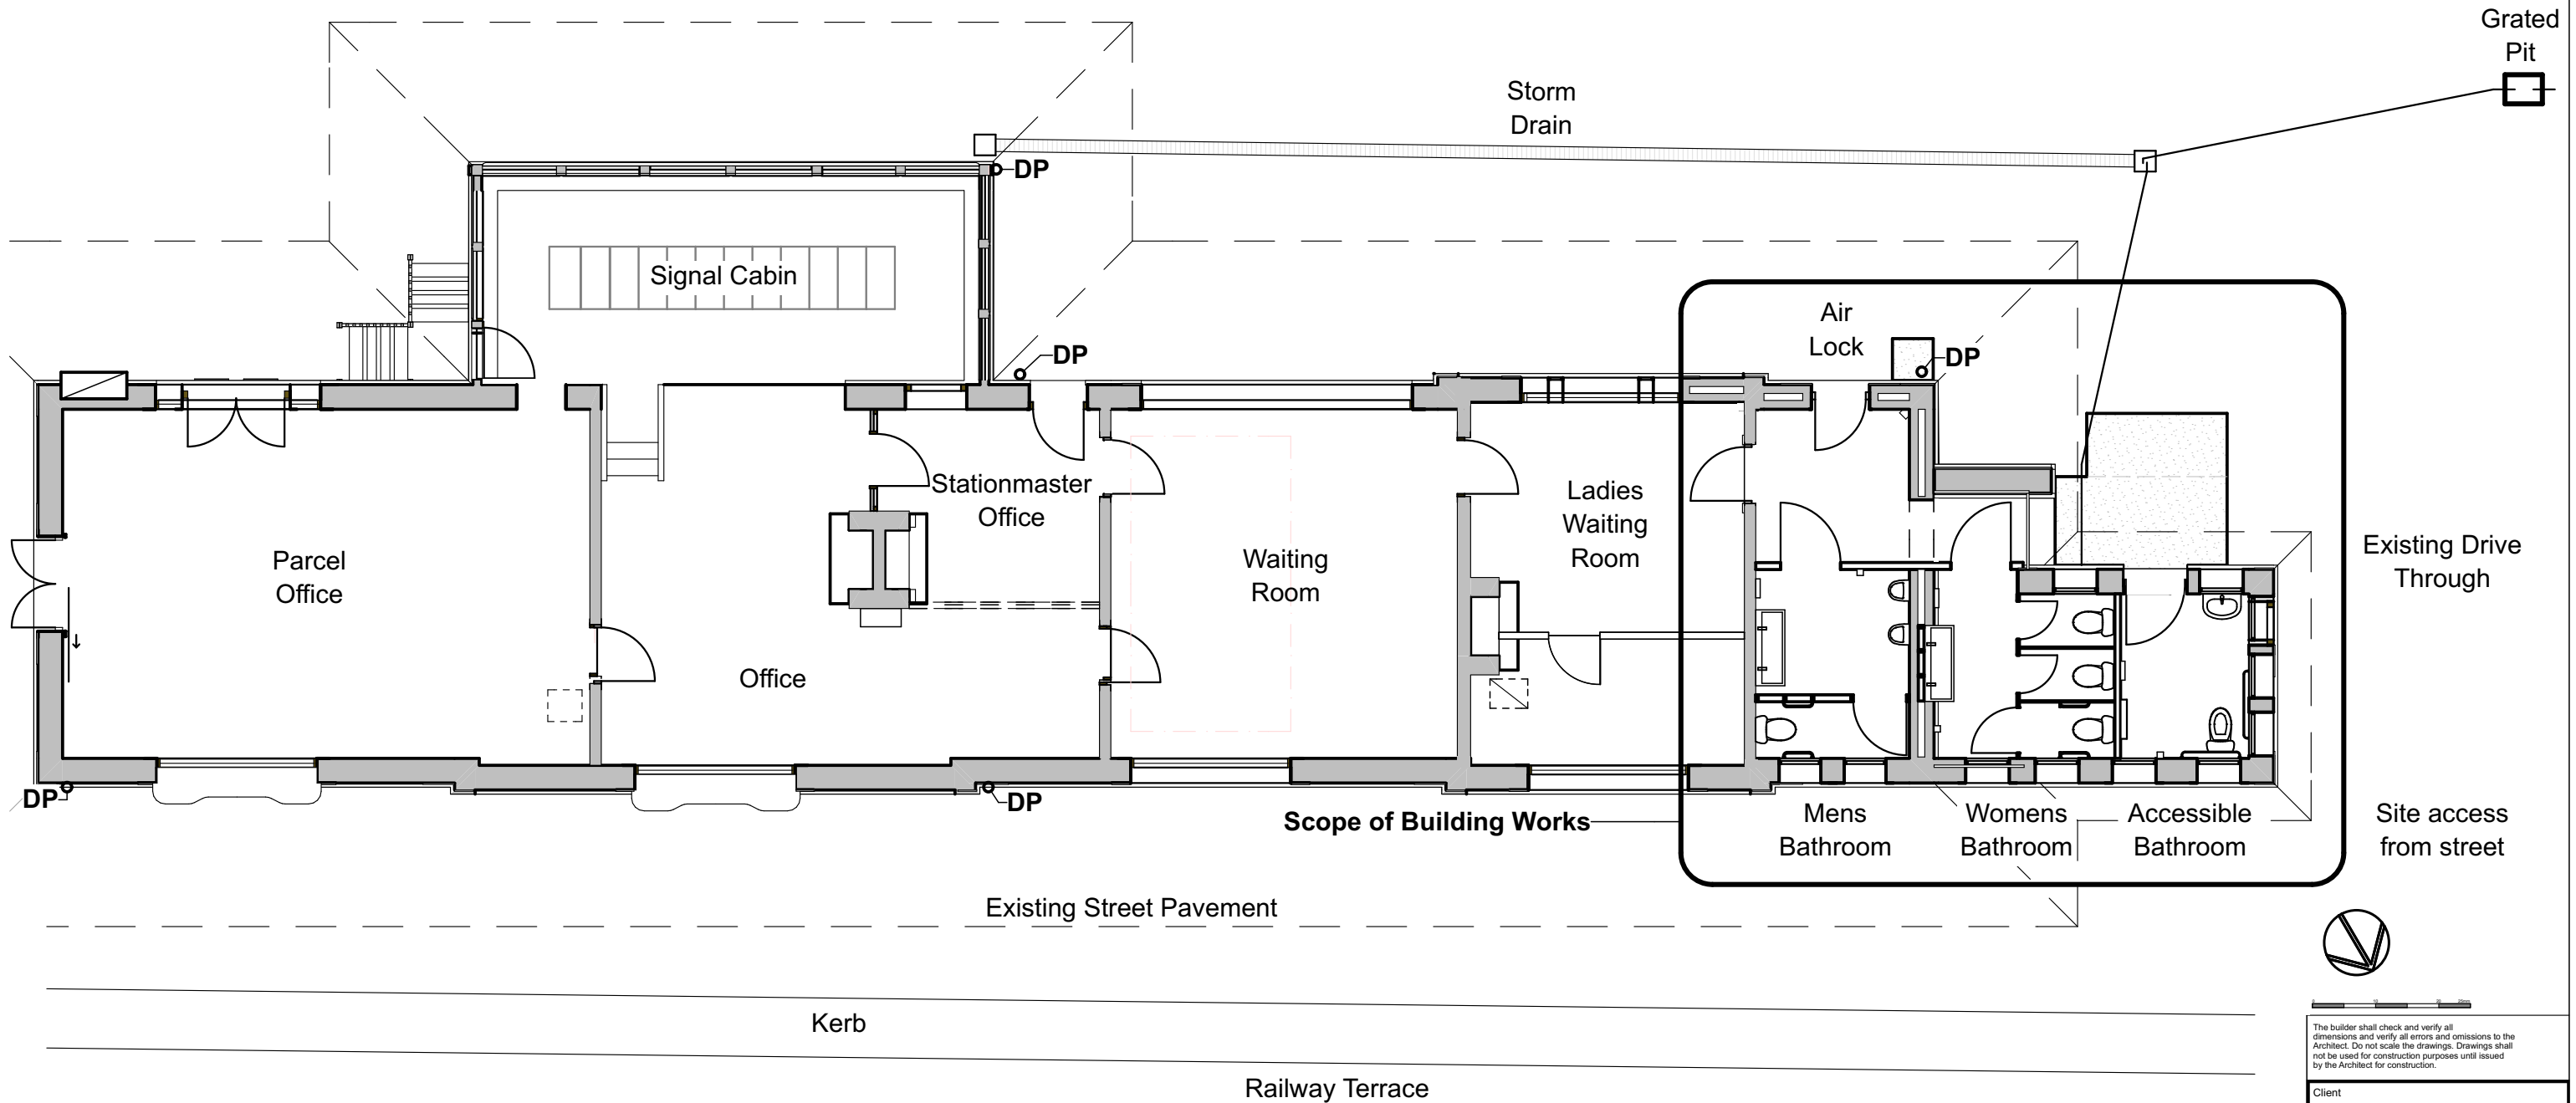 Grated
Pit
Storm
Drain
DP
Signal Cabin
Air
Lock
DP
DP
Stationmaster
Office
Ladies
Waiting
Room
Parcel
Office
Waiting
Room
Existing Drive
Through
Office
DP
DP
Scope of Building Works
Mens
Bathroom
Womens
Bathroom
Accessible
Bathroom
Site access
from street
Existing Street Pavement
Kerb
Railway Terrace
The builder shall check and verify all
dimensions and verify all errors and omissions to the
Architect. Do not scale the drawings. Drawings shall
not be used for construction purposes until issued
by the Architect for construction.
Client